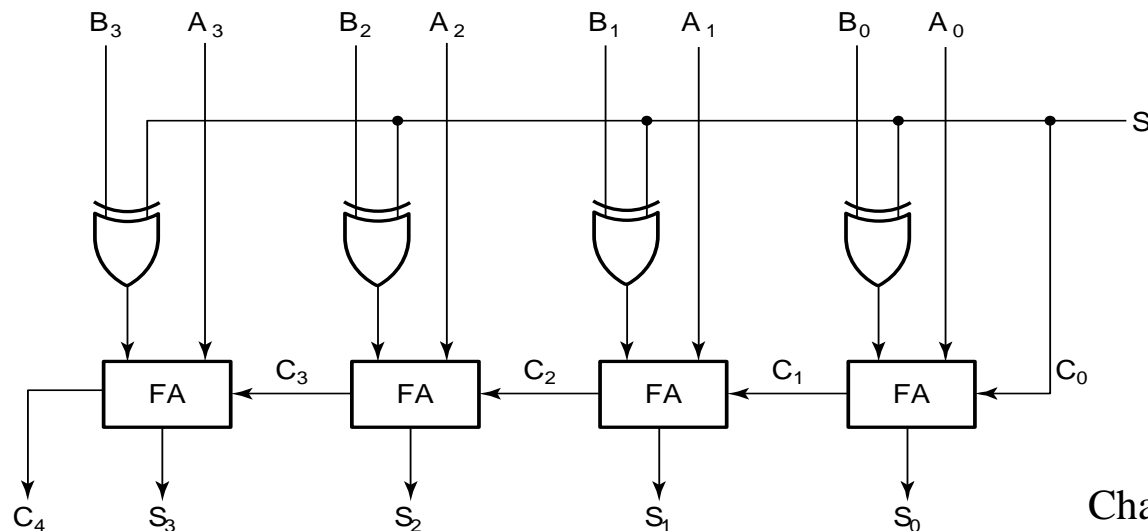 B3 A3 B2 A2 B1 A1 B0 A0
S
C3 C2 C1 C0
FA FA FA FA
C4 S3 S2 S1 S0
Cha